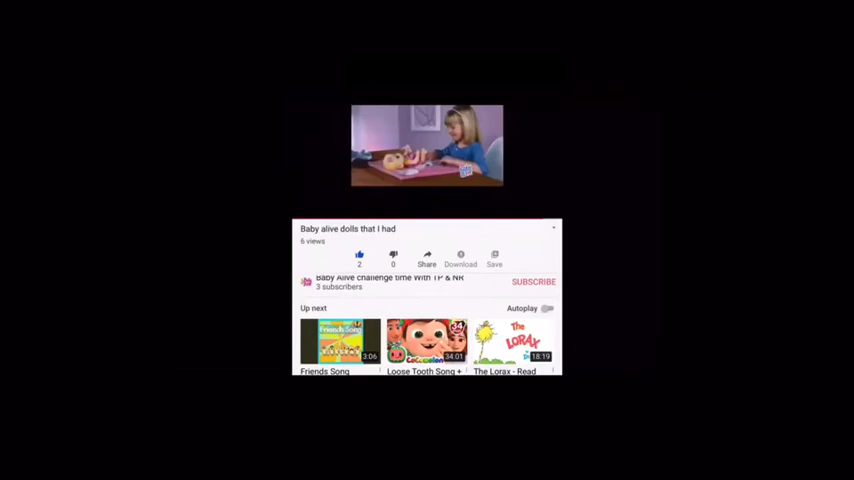 Baby alive dolls that I had
6 views
2
0
Share
Download
Save
Baby Alive challenge time With TP & NR
3 subscribers
SUBSCRIBE
Up next
Autoplay
Friends Song
3:06
34
CoComelon
34:01
The
LORAX
18:19
Friends Song
Loose Tooth Song +
The Lorax - Read